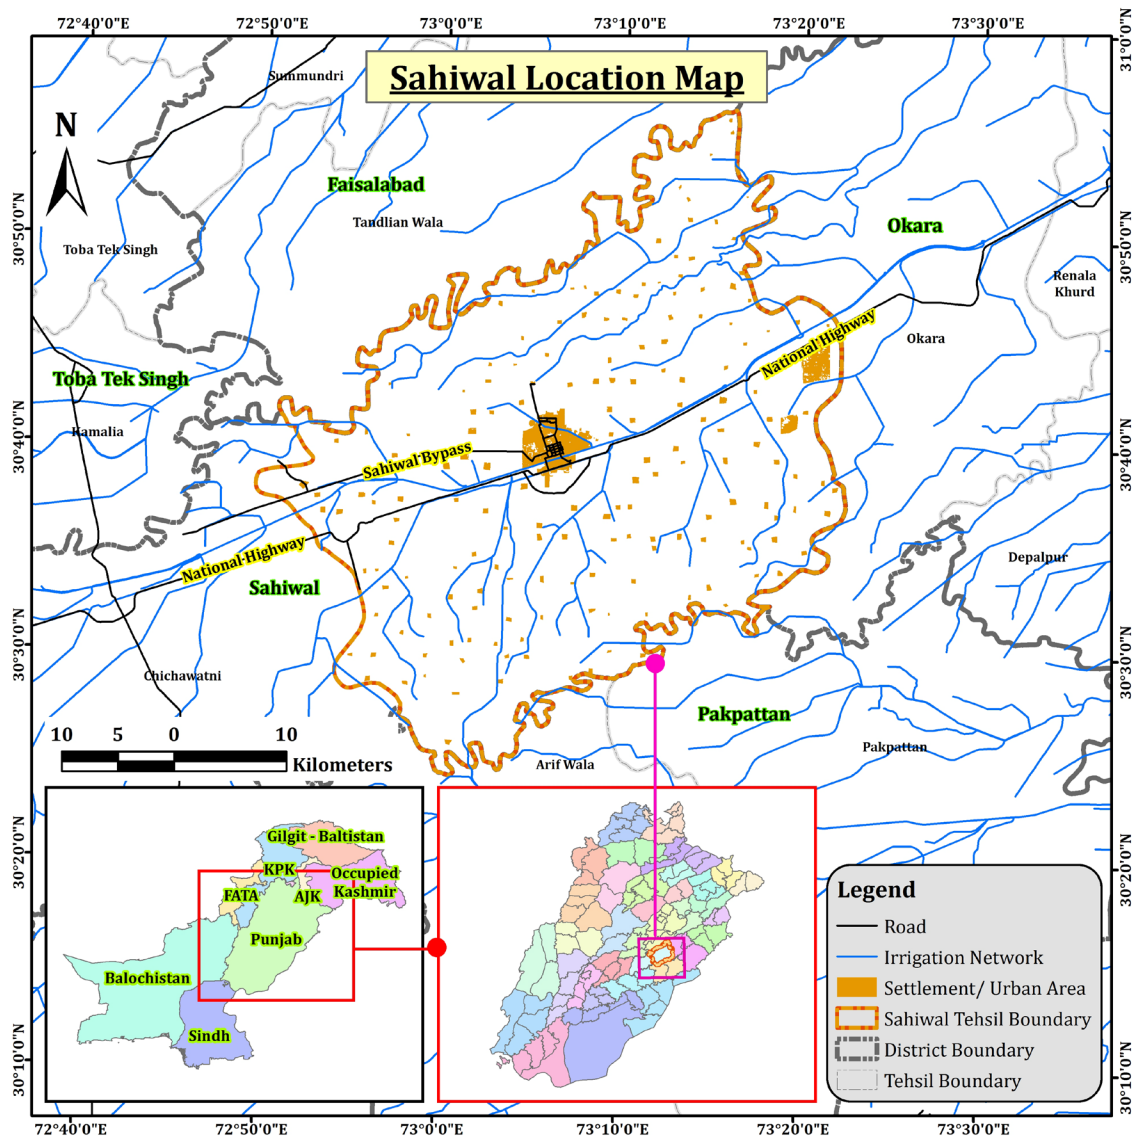 72°40'0"E
72°50'0"E
73°0'0"E
73°10'0"E
73°20'0"E
73°30'0"E
31°0'0"N
Sahiwal Location Map
Summundri
N
Faisalabad
Tandlian Wala
Okara
30°50'0"N
30°50'0"N
Toba Tek Singh
Renala
Khurd
National Highway
Okara
Toba Tek Singh
Kamalia
30°40'0"N
30°40'0"N
Sahiwal Bypass
National Highway
Sahiwal
Depalpur
30°30'0"N
30°30'0"N
Chichawatni
Pakpattan
Pakpattan
10 5 0 10
Kilometers
Arif Wala
30°20'0"N
30°20'0"N
Gilgit - Baltistan
KPK
Occupied
Kashmir
FATA
AJK
Punjab
Balochistan
Sindh
Legend
Road
Irrigation Network
Settlement/ Urban Area
Sahiwal Tehsil Boundary
District Boundary
Tehsil Boundary
30°10'0"N
30°10'0"N
72°40'0"E
72°50'0"E
73°0'0"E
73°10'0"E
73°20'0"E
73°30'0"E